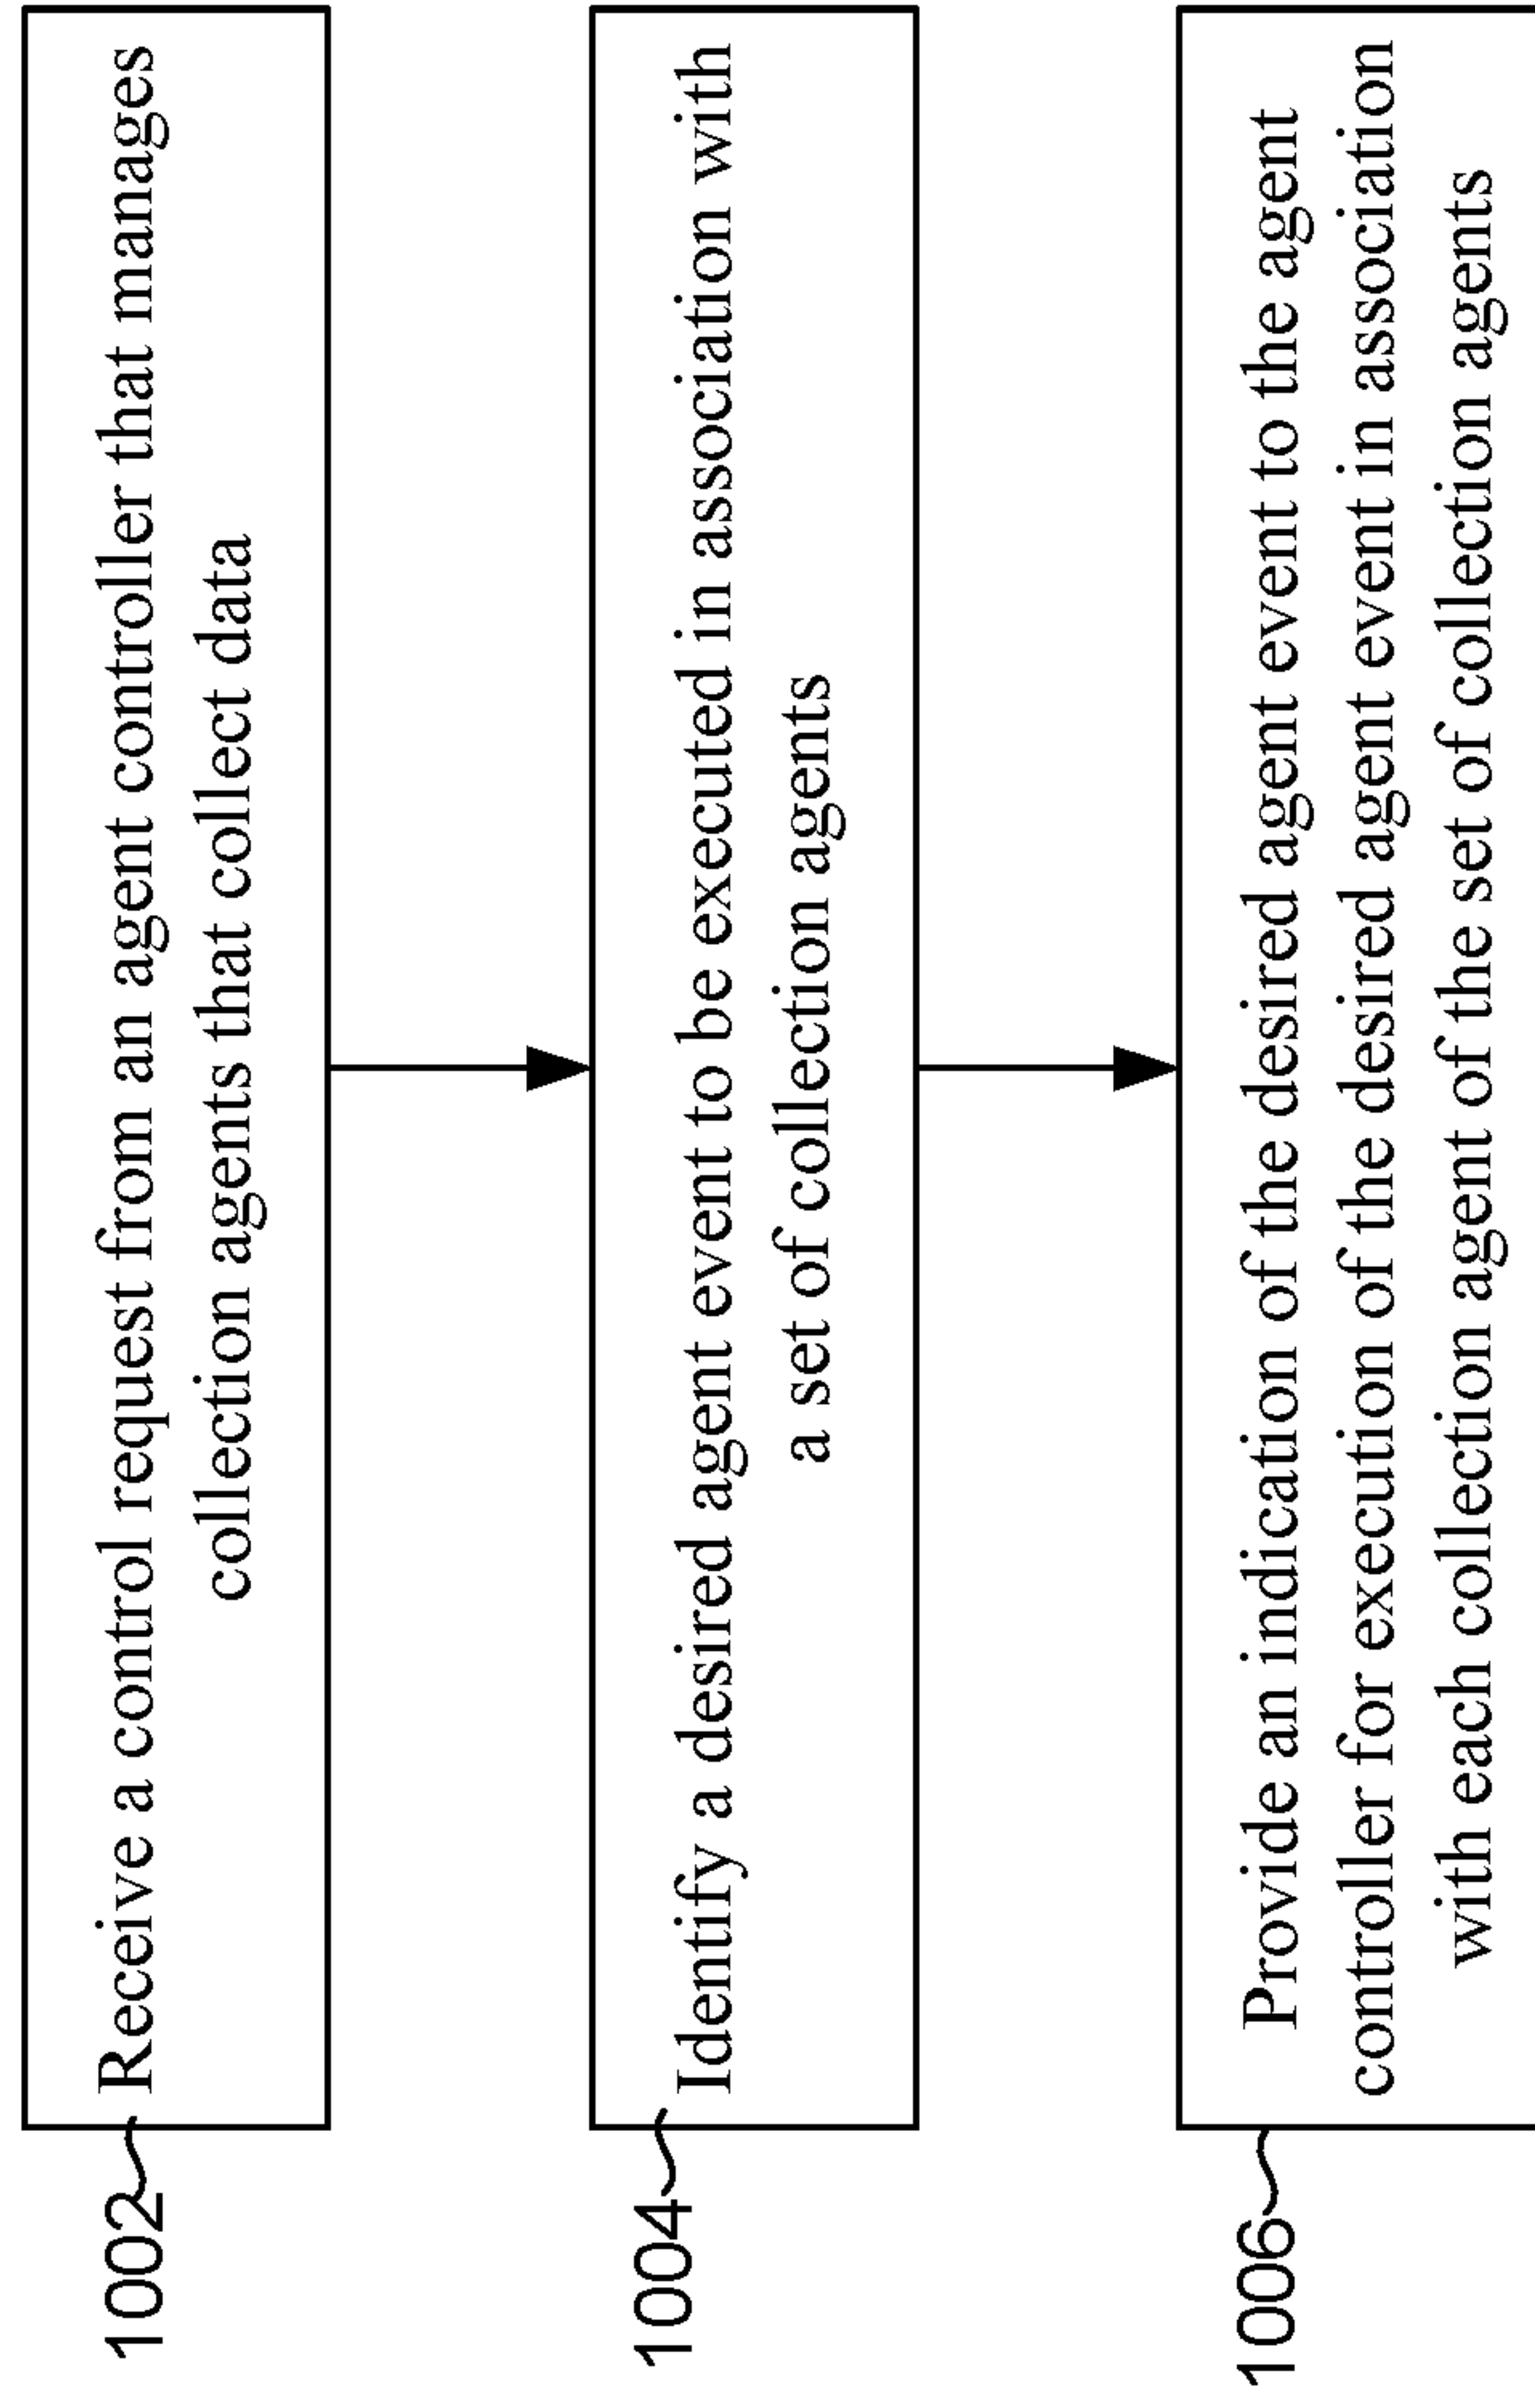 1002
Receive a control request from an agent controller that manages
collection agents that collect data
1004
Identify a desired agent event to be executed in association with
a set of collection agents
1006
Provide an indication of the desired agent event to the agent
controller for execution of the desired agent event in association
with each collection agent of the set of collection agents